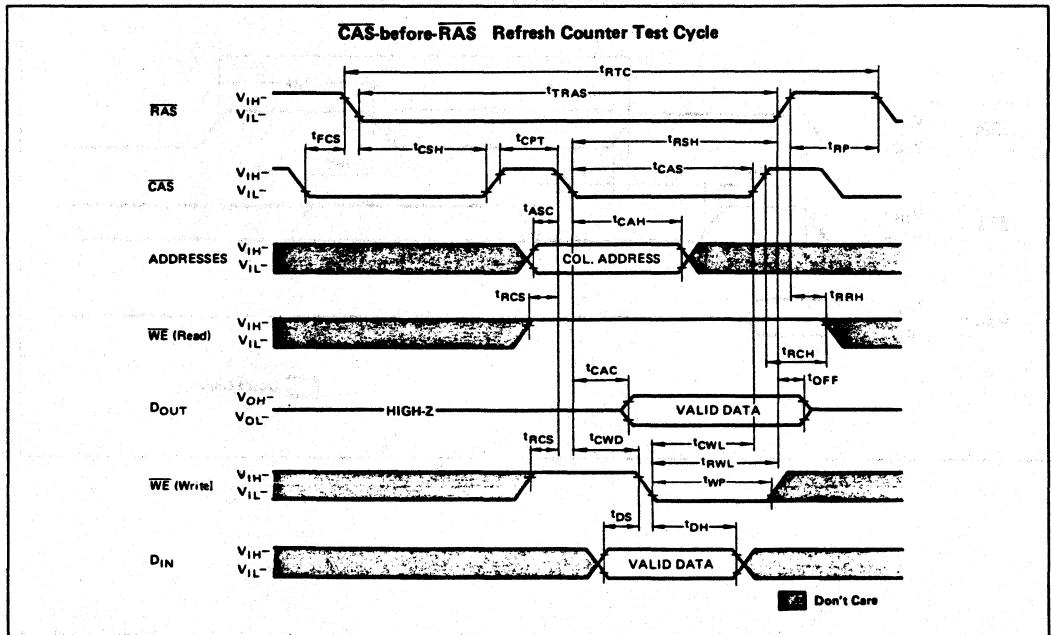 CAS-before-RAS Refresh Counter Test Cycle
tRTC
tTRAS
RAS
VIH-
VIL-
tFCS
tCSH
tCPT
tRSH
tRP
CAS
VIH-
VIL-
tCAS
tASC
tCAH
ADDRESSES
VIH-
VIL-
COL. ADDRESS
tRCS
tRRH
WE (Read)
VIH-
VIL-
tRCH
tCAC
tOFF
DOUT
VOH-
VOL-
HIGH-Z
VALID DATA
tRCS
tCWD
tCWL
tRWL
WE (Write)
VIH-
VIL-
tWP
tDS
tDH
DIN
VIH-
VIL-
VALID DATA
Don't Care